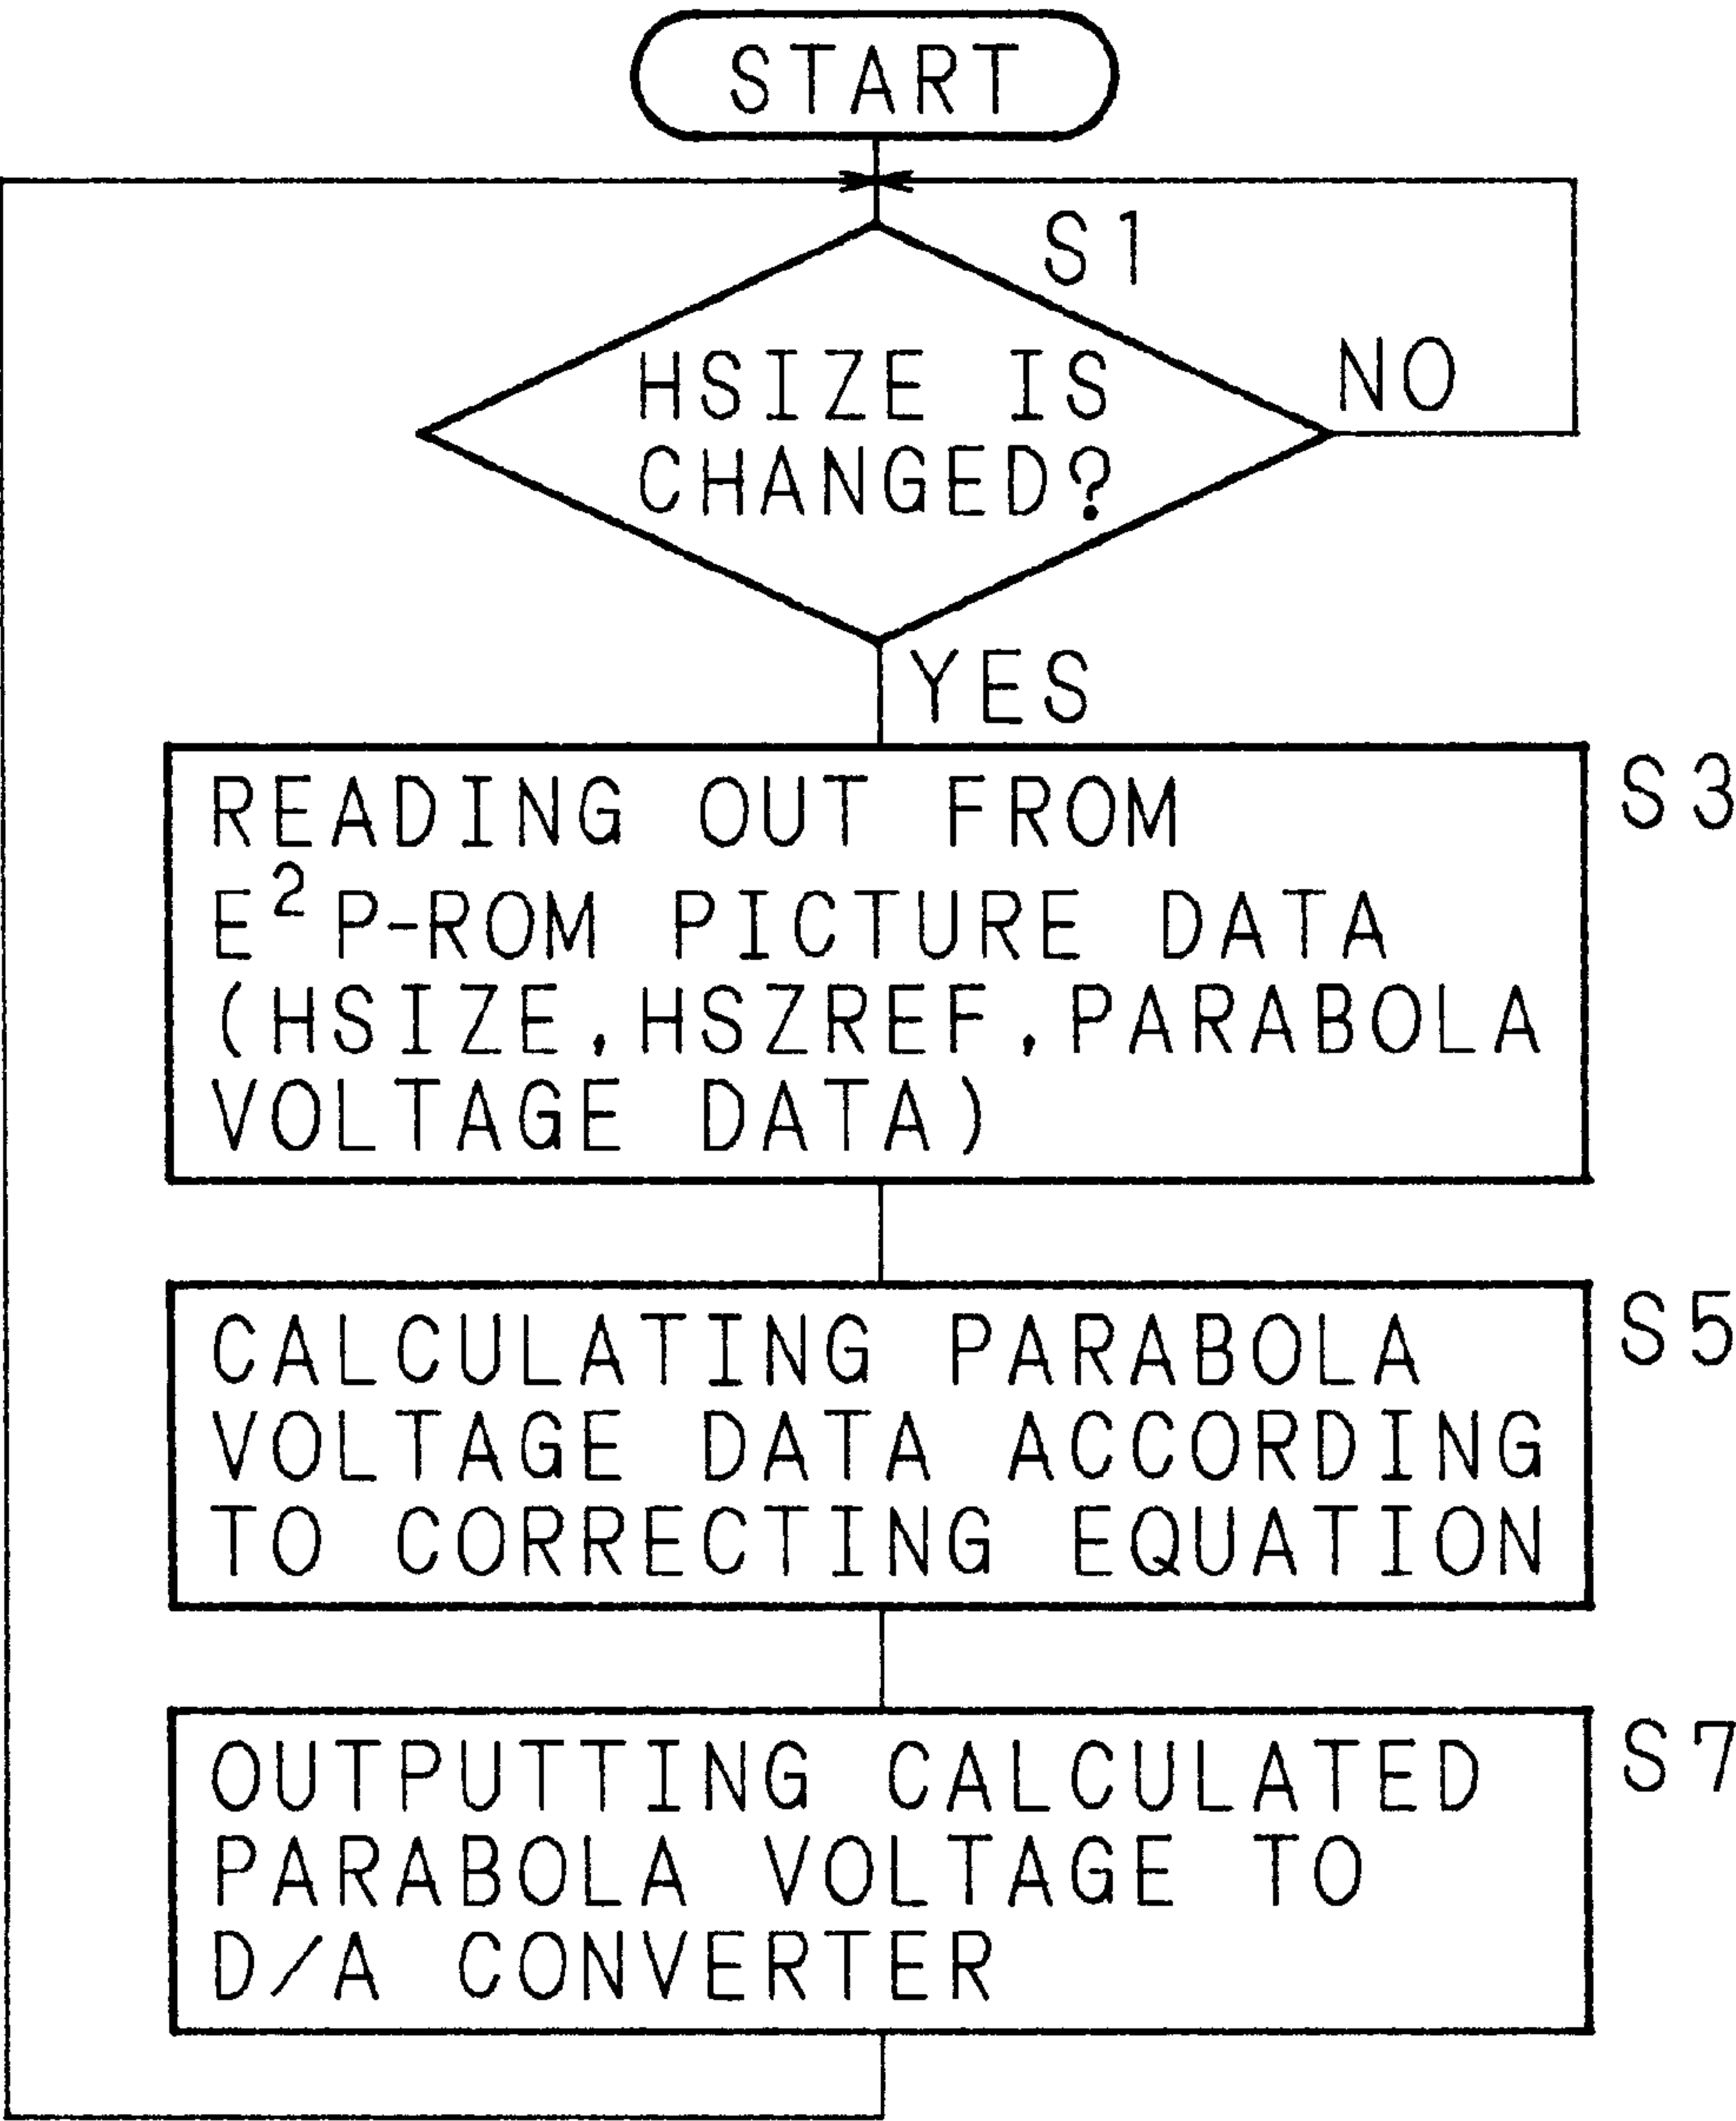 START
S1
HSIZE IS
CHANGED?
NO
YES
S3
READING OUT FROM
E²P-ROM PICTURE DATA
(HSIZE,HSZREF,PARABOLA
VOLTAGE DATA)
S5
CALCULATING PARABOLA
VOLTAGE DATA ACCORDING
TO CORRECTING EQUATION
S7
OUTPUTTING CALCULATED
PARABOLA VOLTAGE TO
D/A CONVERTER